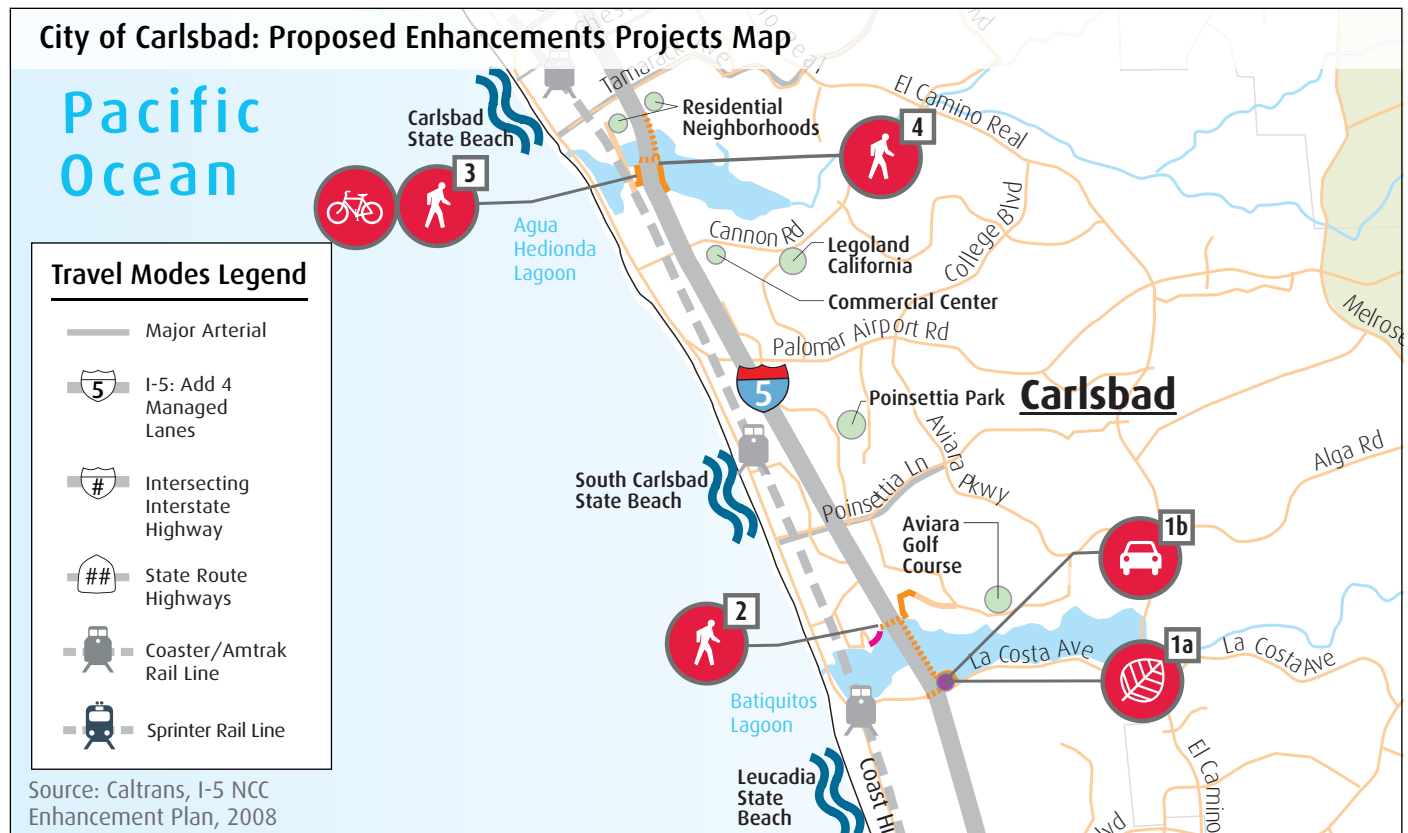 City of Carlsbad: Proposed Enhancements Projects Map
Pacific
Ocean
Carlsbad
State Beach
Tamarack Ave
Residential
Neighborhoods
El Camino Real
4
3
Agua
Hedionda
Lagoon
Cannon Rd
Legoland
California
College Blvd
Commercial Center
Palomar Airport Rd
Melrose
Travel Modes Legend
Major Arterial
5
I-5: Add 4
Managed
Lanes
#
Intersecting
Interstate
Highway
##
State Route
Highways
Coaster/Amtrak
Rail Line
Sprinter Rail Line
5
Poinsettia Park
Carlsbad
Aviara
Pkwy
Alga Rd
South Carlsbad
State Beach
Poinsettia Ln
Aviara
Golf
Course
1b
2
La Costa Ave
1a
La Costa Ave
Batiquitos
Lagoon
El Camino
Leucadia
State
Beach
Coast Hi
lvd
Source: Caltrans, I-5 NCC
Enhancement Plan, 2008